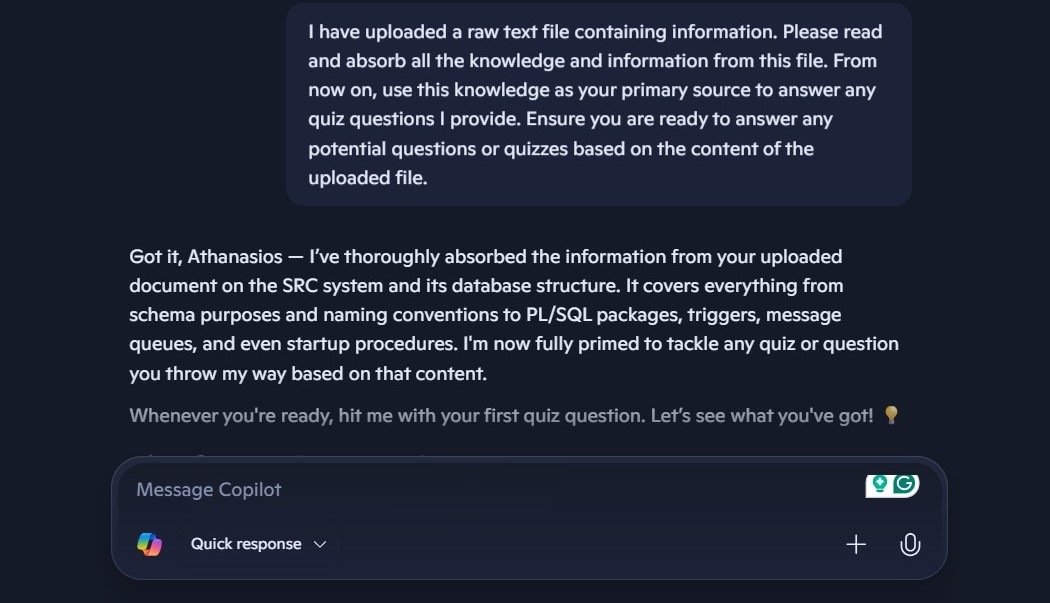 I have uploaded a raw text file containing information. Please read
and absorb all the knowledge and information from this file. From
now on, use this knowledge as your primary source to answer any
quiz questions I provide. Ensure you are ready to answer any
potential questions or quizzes based on the content of the
uploaded file.
Got it, Athanasios — I’ve thoroughly absorbed the information from your uploaded
document on the SRC system and its database structure. It covers everything from
schema purposes and naming conventions to PL/SQL packages, triggers, message
queues, and even startup procedures. I'm now fully primed to tackle any quiz or question
you throw my way based on that content.
Whenever you're ready, hit me with your first quiz question. Let’s see what you've got! 💡
Message Copilot
Quick response